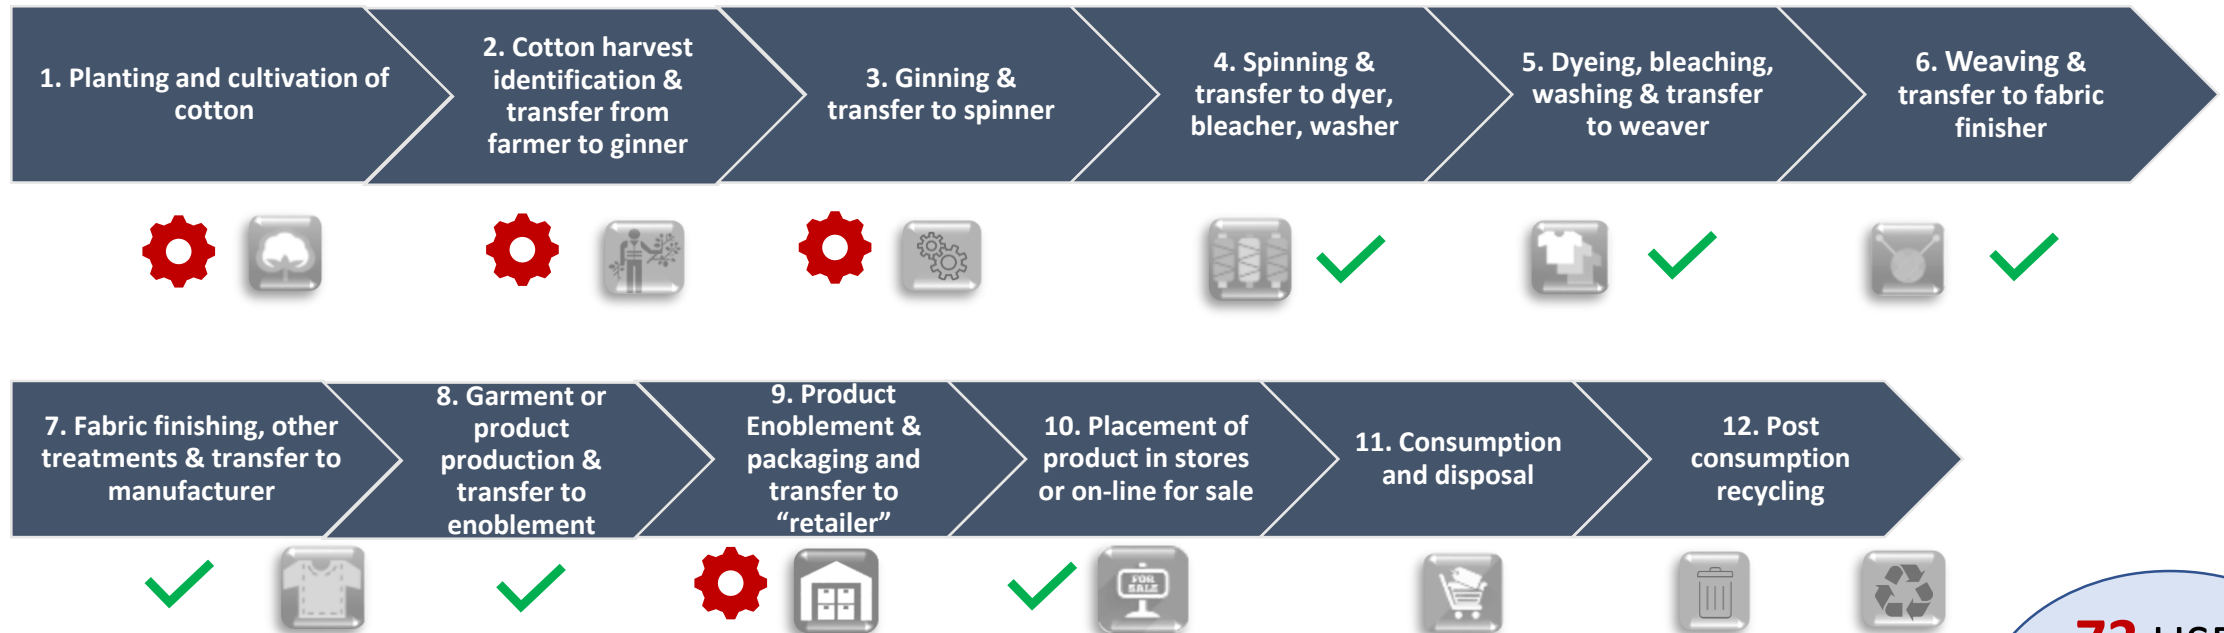 1. Planting and cultivation of
cotton
2. Cotton harvest
identification &
transfer from
farmer to ginner
3. Ginning &
transfer to spinner
4. Spinning &
transfer to dyer,
bleacher, washer
5. Dyeing, bleaching,
washing & transfer
to weaver
6. Weaving &
transfer to fabric
finisher
7. Fabric finishing, other
treatments & transfer to
manufacturer
8. Garment or
product
production &
transfer to
enoblement
9. Product
Enoblement &
packaging and
transfer to
“retailer”
10. Placement of
product in stores
or on-line for sale
11. Consumption
and disposal
12. Post
consumption
recycling
FOR
SALE
72